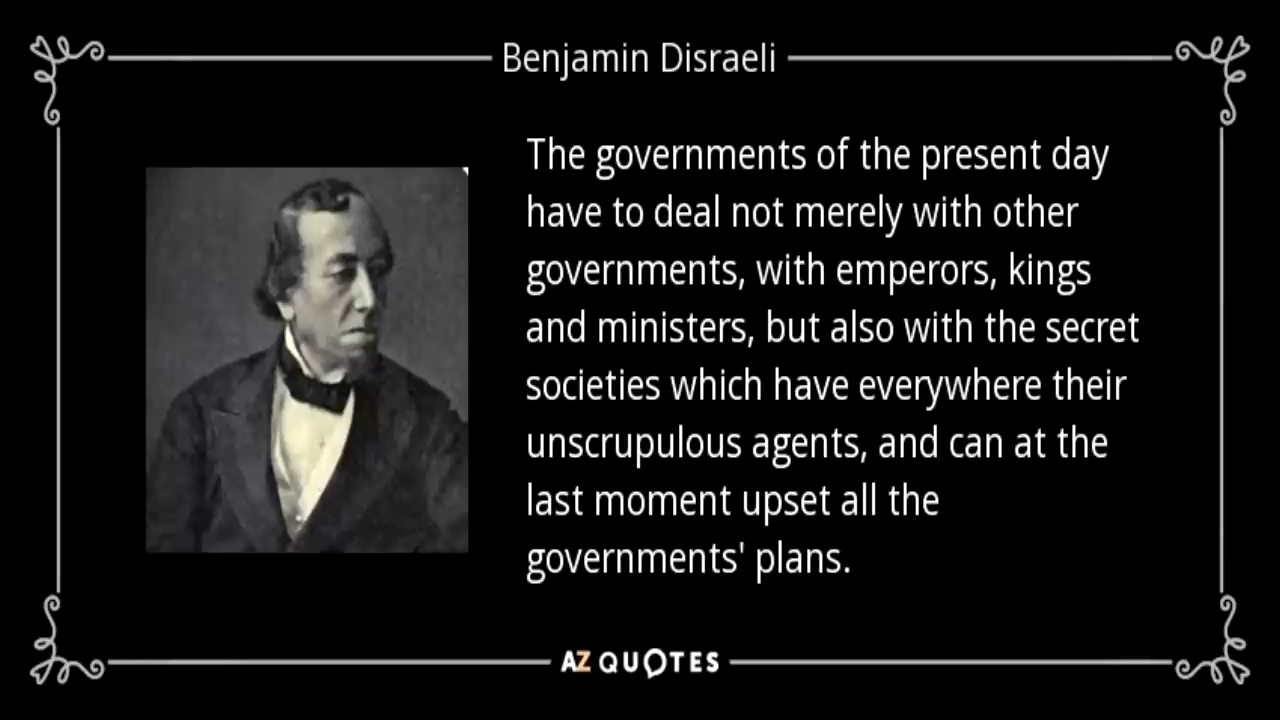 Benjamin Disraeli
The governments of the present day
have to deal not merely with other
governments, with emperors, kings
and ministers, but also with the secret
societies which have everywhere their
unscrupulous agents, and can at the
last moment upset all the
governments' plans.
AZ QUOTES